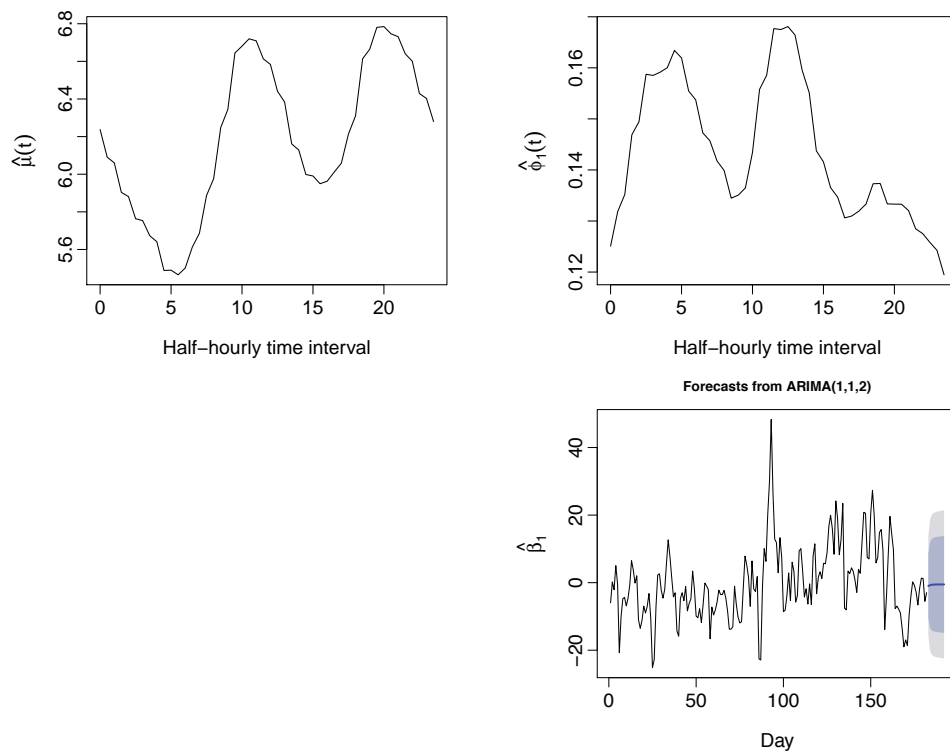 6.8
6.4
6.0
5.6
μ̂(t)
0 5 10 15 20
Half−hourly time interval
0.16
0.14
0.12
ϕ̂₁(t)
0 5 10 15 20
Half−hourly time interval
Forecasts from ARIMA(1,1,2)
40
20
0
−20
β̂₁
0 50 100 150
Day